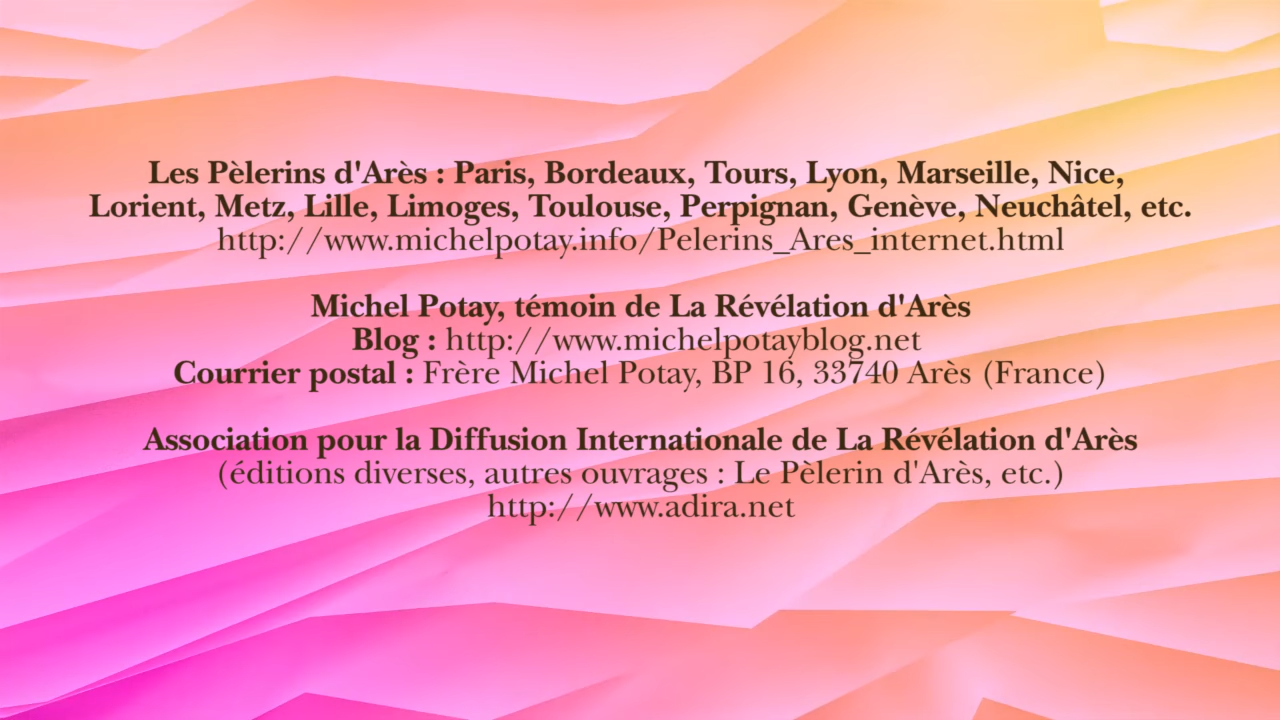 Les Pèlerins d'Arès : Paris, Bordeaux, Tours, Lyon, Marseille, Nice,
Lorient, Metz, Lille, Limoges, Toulouse, Perpignan, Genève, Neuchâtel, etc.
http://www.michelpotay.info/Pelerins_Ares_internet.html
Michel Potay, témoin de La Révélation d'Arès
Blog : http://www.michelpotayblog.net
Courrier postal : Frère Michel Potay, BP 16, 33740 Arès (France)
Association pour la Diffusion Internationale de La Révélation d'Arès
(éditions diverses, autres ouvrages : Le Pèlerin d'Arès, etc.)
http://www.adira.net